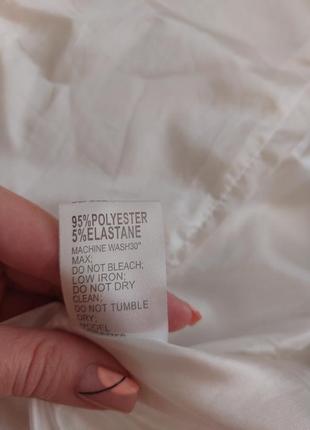 95%POLYESTER
5%ELASTANE
MACHINE WASH30°
MAX;
DO NOT BLEACH;
LOW IRON;
DO NOT DRY
CLEAN;
DO NOT TUMBLE
DRY;
MODEL